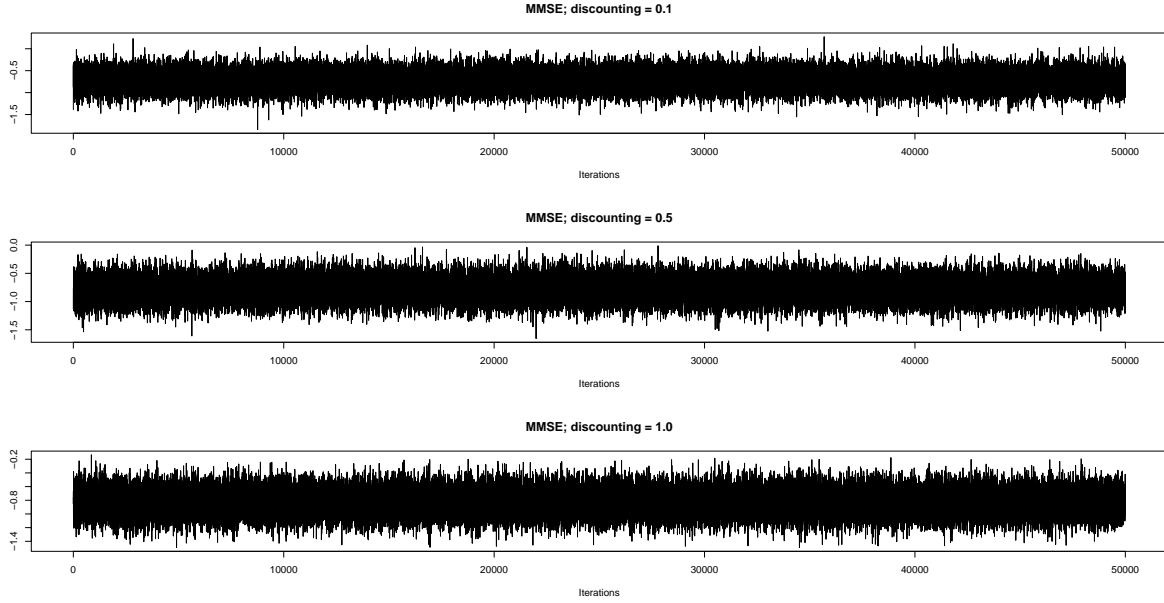 MMSE; discounting = 0.1
−0.5
−1.5
0 10000 20000 30000 40000 50000
Iterations
MMSE; discounting = 0.5
0.0
−0.5
−1.0
−1.5
0 10000 20000 30000 40000 50000
Iterations
MMSE; discounting = 1.0
−0.2
−0.8
−1.4
0 10000 20000 30000 40000 50000
Iterations